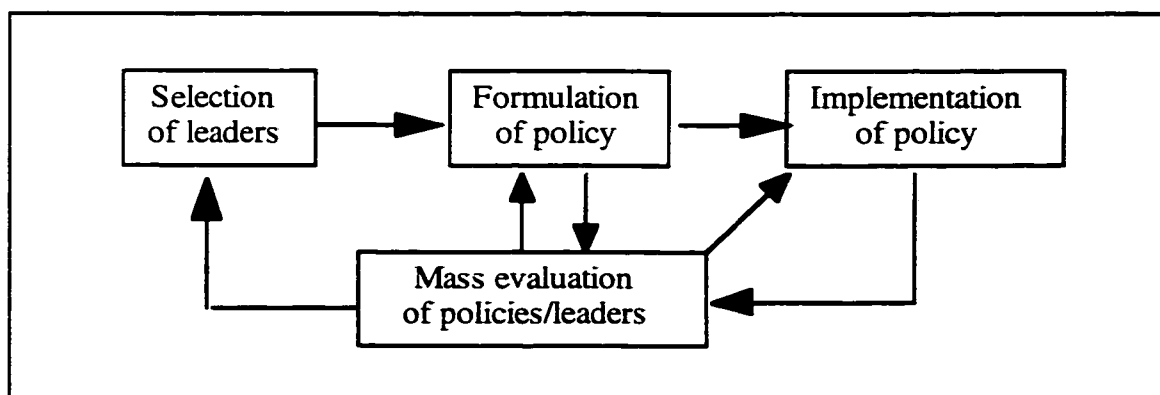 Selection
of leaders
Formulation
of policy
Implementation
of policy
Mass evaluation
of policies/leaders